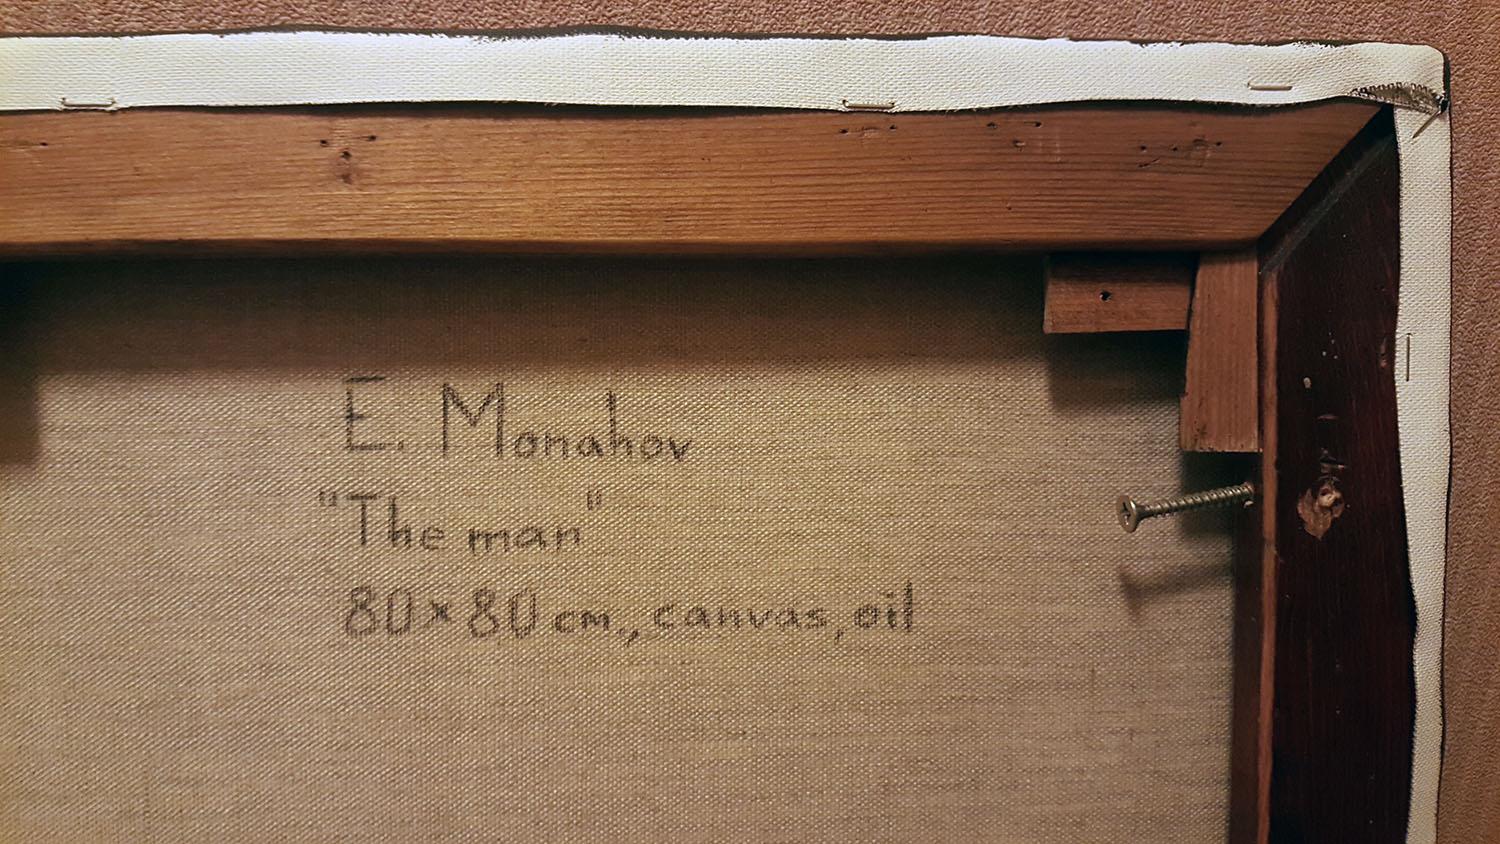 E. Monahov
"The man"
80 x 80 cm., canvas, oil